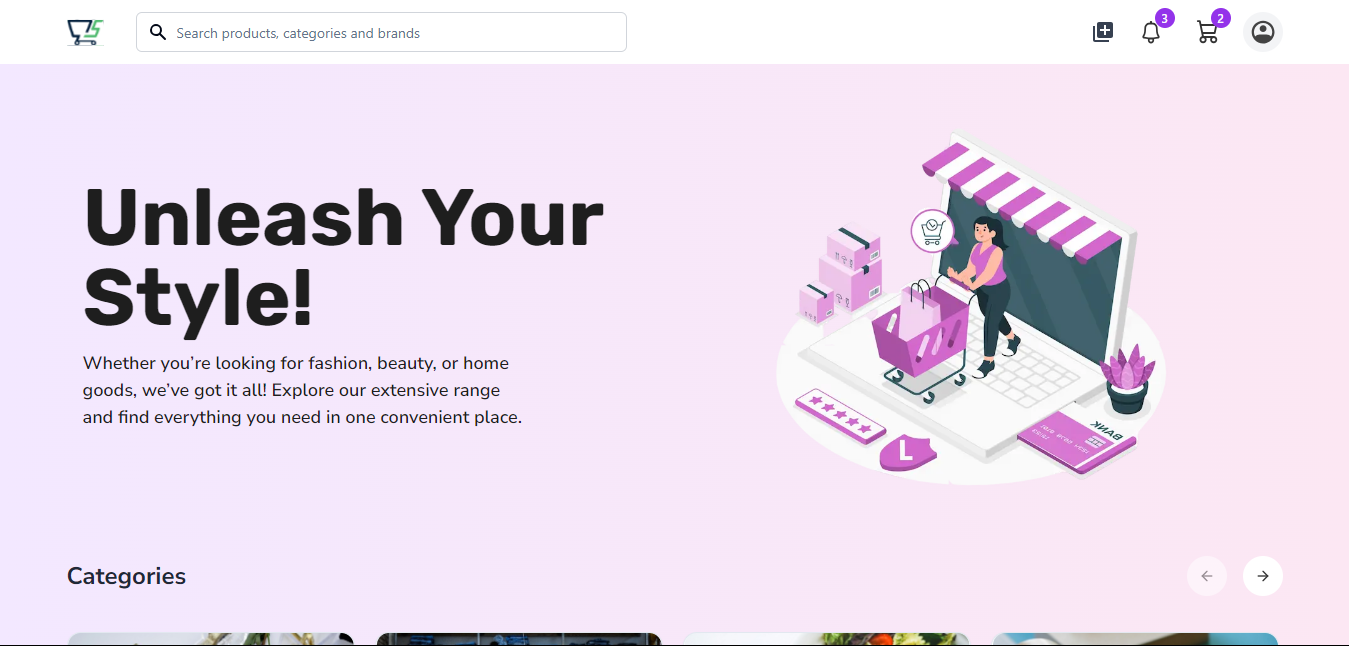 Search products, categories and brands
3
2
Unleash Your
Style!
Whether you’re looking for fashion, beauty, or home
goods, we’ve got it all! Explore our extensive range
and find everything you need in one convenient place.
L
BANK
Categories